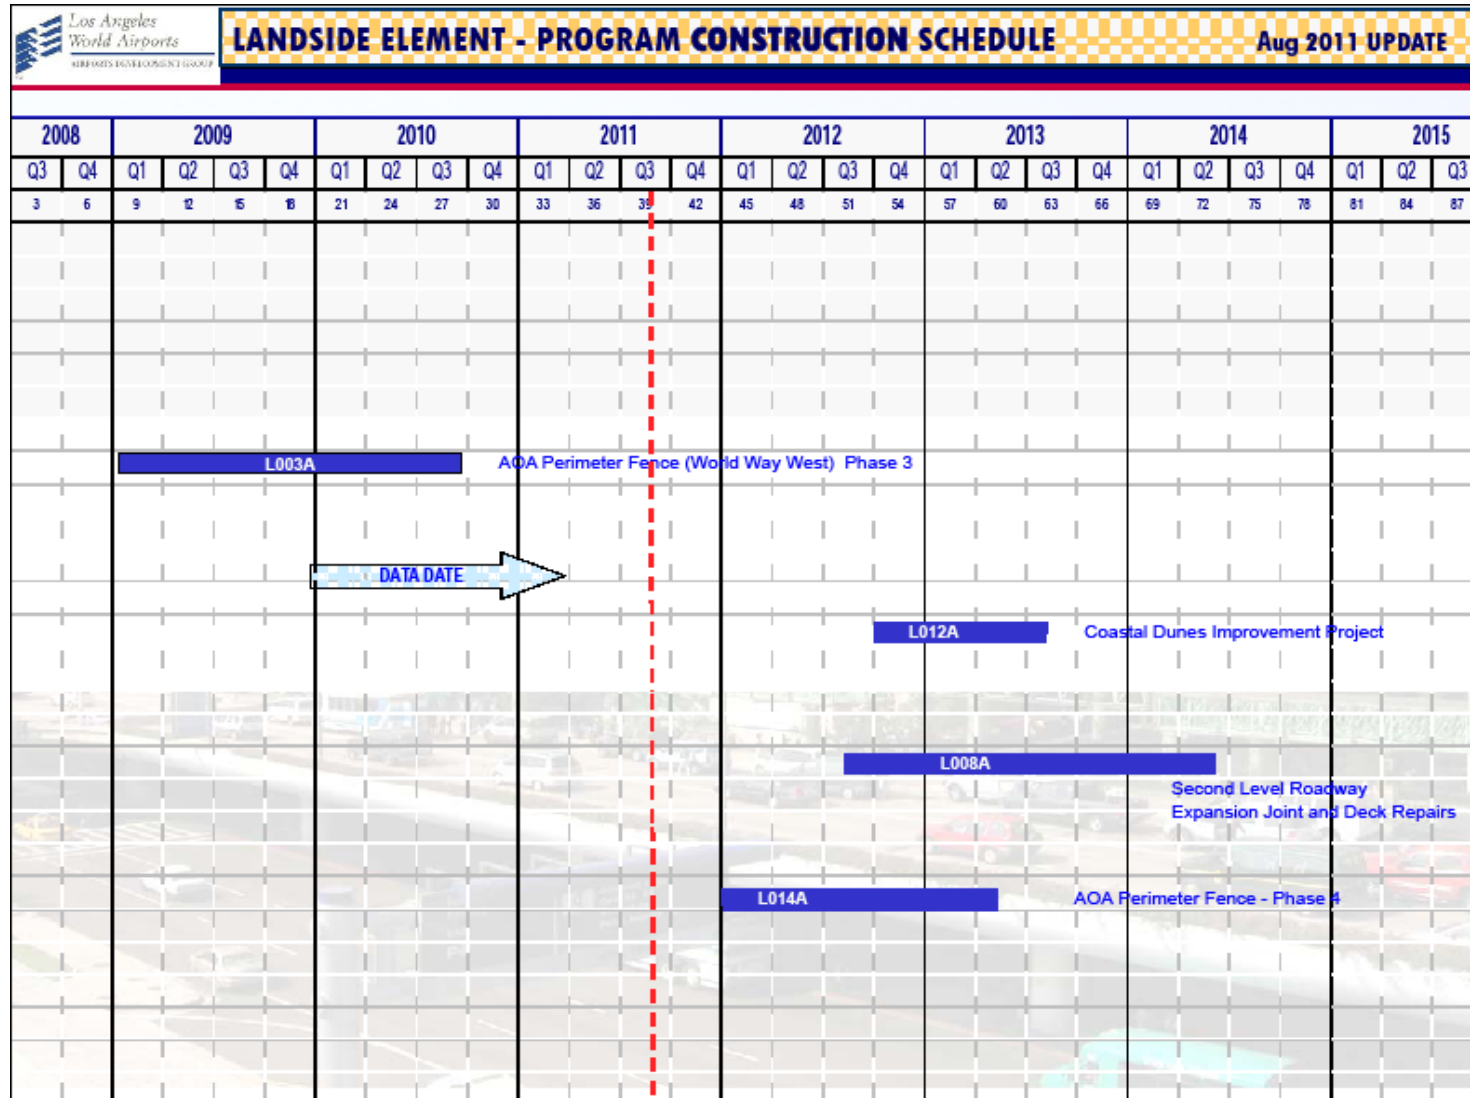 Los Angeles
World Airports
AIRPORTS DEVELOPMENT GROUP
LANDSIDE ELEMENT - PROGRAM CONSTRUCTION SCHEDULE Aug 2011 UPDATE
2008 2009 2010 2011 2012 2013 2014 2015
Q3 Q4 Q1 Q2 Q3 Q4 Q1 Q2 Q3 Q4 Q1 Q2 Q3 Q4 Q1 Q2 Q3 Q4 Q1 Q2 Q3 Q4 Q1 Q2 Q3 Q4 Q1 Q2 Q3
3 6 9 12 15 18 21 24 27 30 33 36 39 42 45 48 51 54 57 60 63 66 69 72 75 78 81 84 87
L003A AOA Perimeter Fence (World Way West) Phase 3
DATA DATE
L012A Coastal Dunes Improvement Project
L008A
Second Level Roadway
Expansion Joint and Deck Repairs
L014A AOA Perimeter Fence - Phase 4